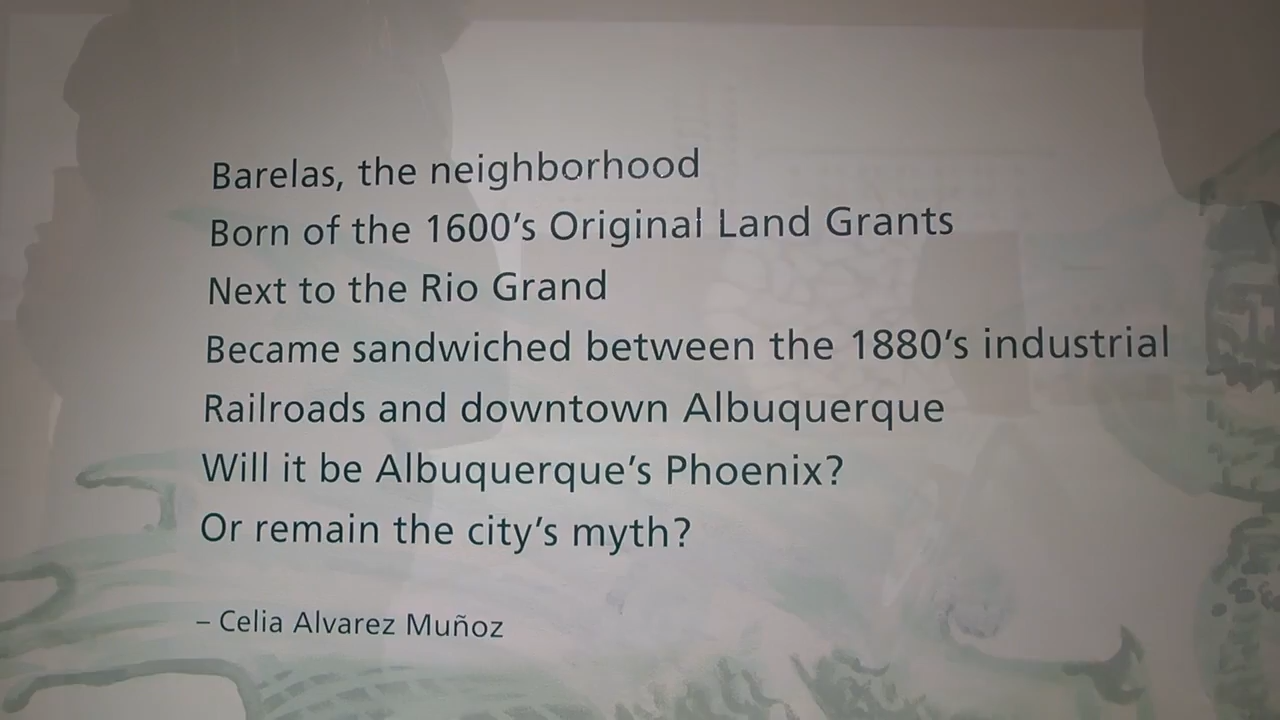 Barelas, the neighborhood
Born of the 1600's Original Land Grants
Next to the Rio Grand
Became sandwiched between the 1880's industrial
Railroads and downtown Albuquerque
Will it be Albuquerque's Phoenix?
Or remain the city's myth?
– Celia Alvarez Muñoz